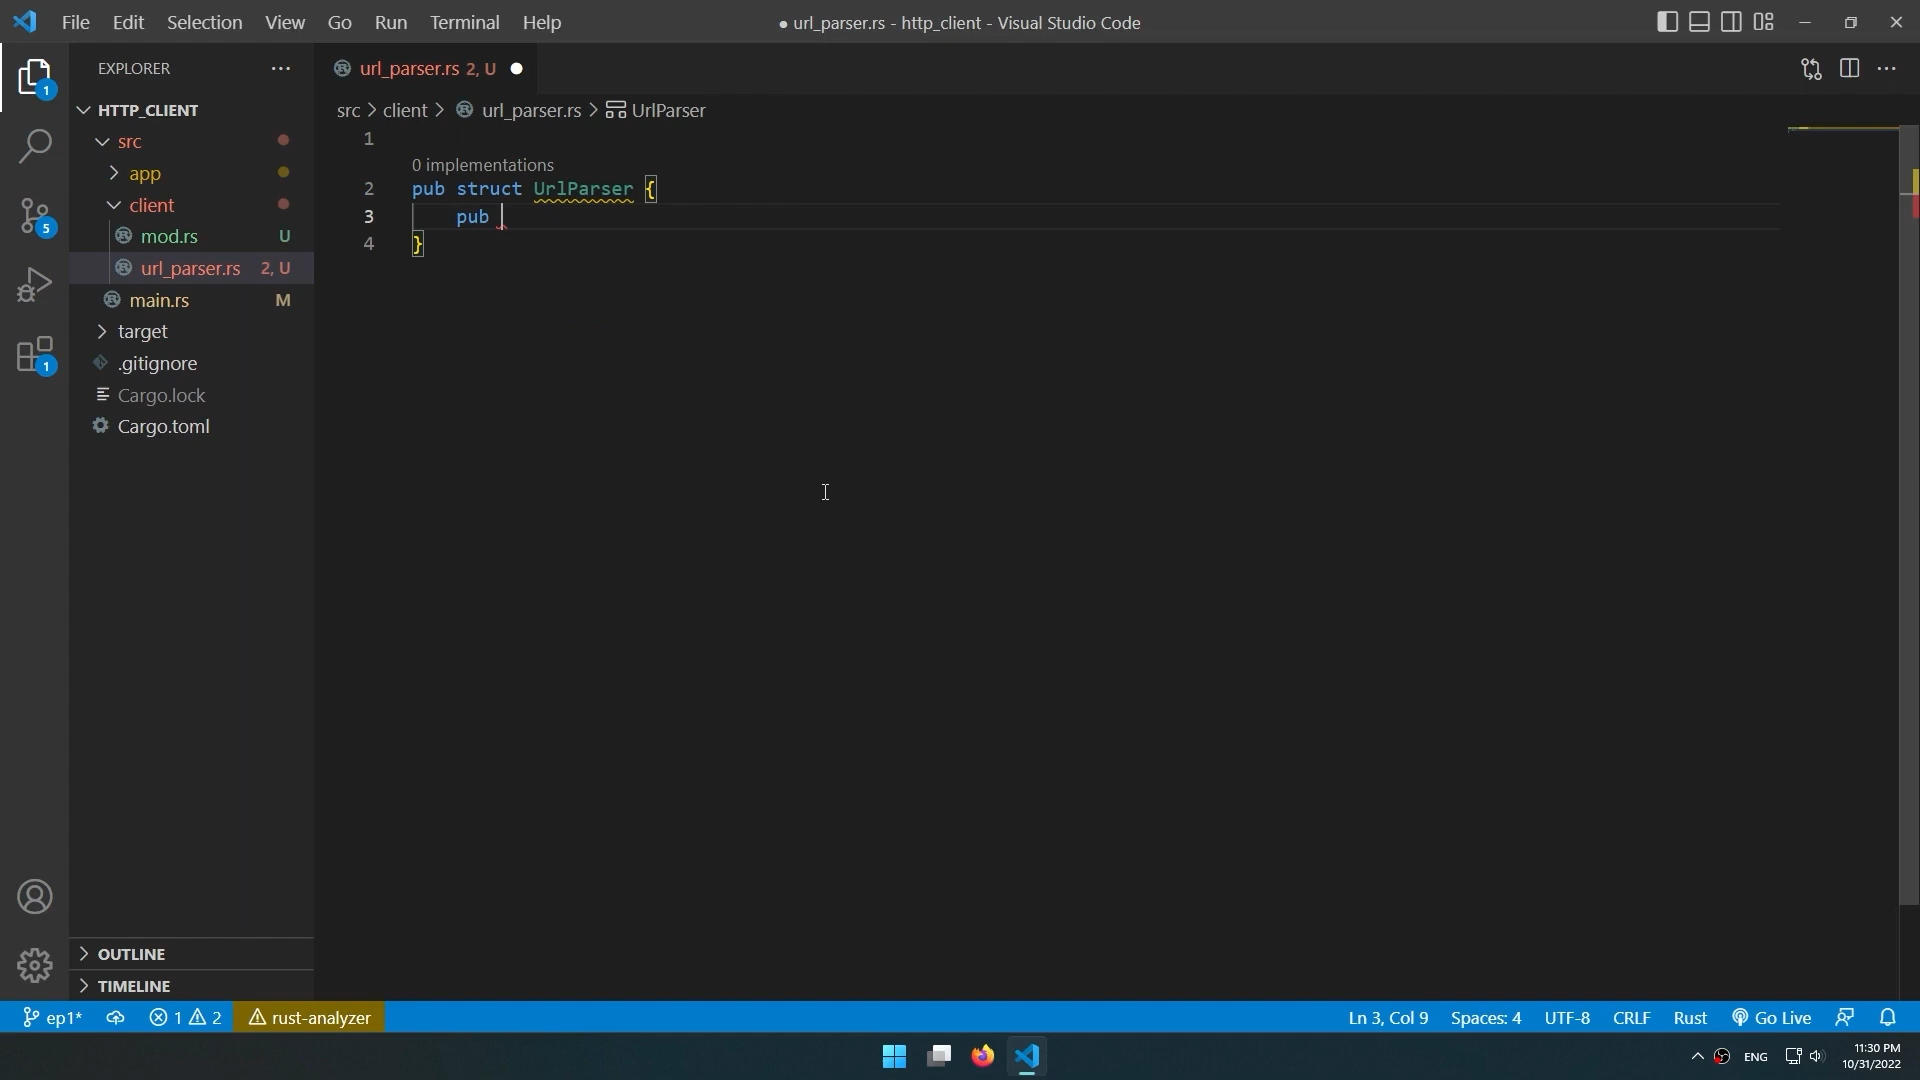 File Edit Selection View Go Run Terminal Help
● url_parser.rs - http_client - Visual Studio Code
EXPLORER
1
HTTP_CLIENT
src
app
client
mod.rs U
url_parser.rs 2, U
main.rs M
target
.gitignore
Cargo.lock
Cargo.toml
5
1
OUTLINE
TIMELINE
url_parser.rs 2, U
src > client > url_parser.rs > UrlParser
1
0 implementations
2 pub struct UrlParser {
3 pub
4 }
ep1* 1 2 rust-analyzer
Ln 3, Col 9 Spaces: 4 UTF-8 CRLF Rust Go Live
ENG
11:30 PM
10/31/2022